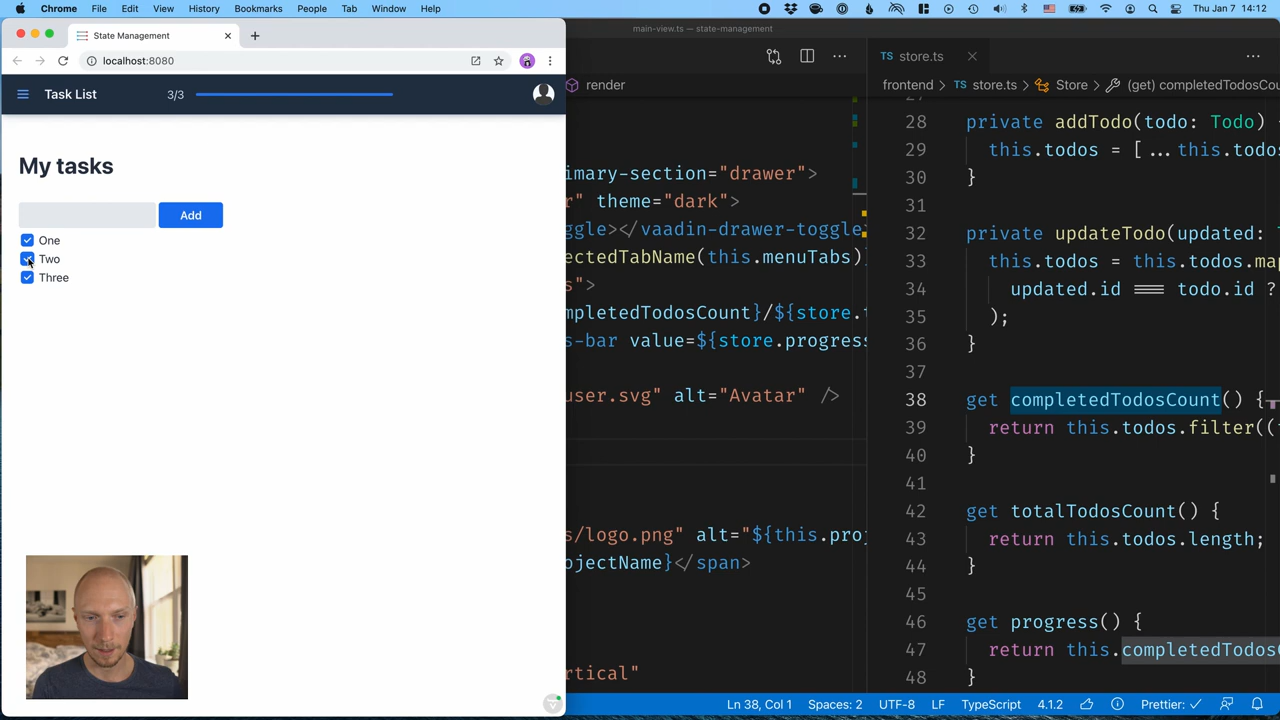 Chrome File Edit View History Bookmarks People Tab Window Help Thu Jan 7 14:12
State Management
main-view.ts — state-management
localhost:8080
store.ts
Task List 3/3
render
frontend > TS store.ts > Store > (get) completedTodosCou
My tasks
Add
One
Two
Three
imary-section="drawer">
r" theme="dark">
ggle></vaadin-drawer-toggle
ectedTabName(this.menuTabs)
s">
mpletedTodosCount}/${store.t
s-bar value=${store.progress
user.svg" alt="Avatar" />
s/logo.png" alt="${this.proj
ojectName}</span>
rtical"
27
28 private addTodo(todo: Todo) {
29 this.todos = [...this.todos
30 }
31
32 private updateTodo(updated: T
33 this.todos = this.todos.map
34 updated.id === todo.id ?
35 );
36 }
37
38 get completedTodosCount() {
39 return this.todos.filter((
40 }
41
42 get totalTodosCount() {
43 return this.todos.length;
44 }
45
46 get progress() {
47 return this.completedTodosC
48 }
Ln 38, Col 1 Spaces: 2 UTF-8 LF TypeScript 4.1.2 Prettier: ✓